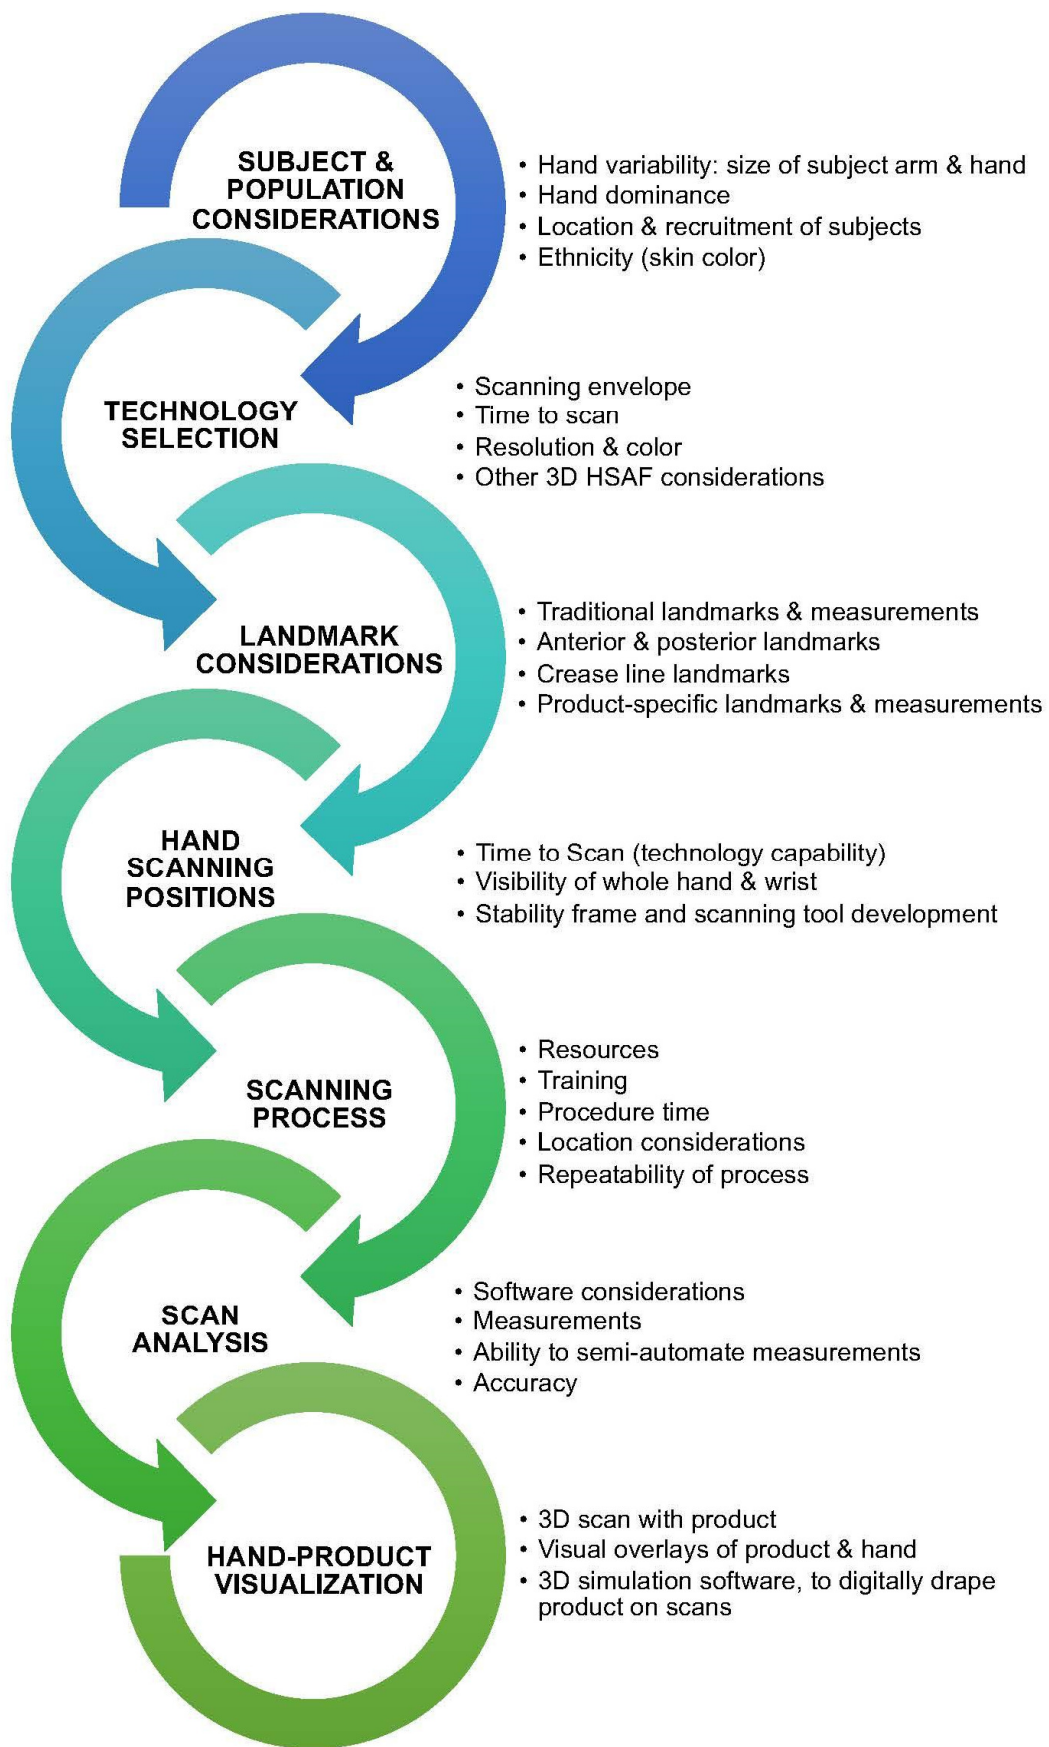 SUBJECT &
POPULATION
CONSIDERATIONS
• Hand variability: size of subject arm & hand
• Hand dominance
• Location & recruitment of subjects
• Ethnicity (skin color)
TECHNOLOGY
SELECTION
• Scanning envelope
• Time to scan
• Resolution & color
• Other 3D HSAF considerations
LANDMARK
CONSIDERATIONS
• Traditional landmarks & measurements
• Anterior & posterior landmarks
• Crease line landmarks
• Product-specific landmarks & measurements
HAND
SCANNING
POSITIONS
• Time to Scan (technology capability)
• Visibility of whole hand & wrist
• Stability frame and scanning tool development
SCANNING
PROCESS
• Resources
• Training
• Procedure time
• Location considerations
• Repeatability of process
SCAN
ANALYSIS
• Software considerations
• Measurements
• Ability to semi-automate measurements
• Accuracy
HAND-PRODUCT
VISUALIZATION
• 3D scan with product
• Visual overlays of product & hand
• 3D simulation software, to digitally drape
product on scans